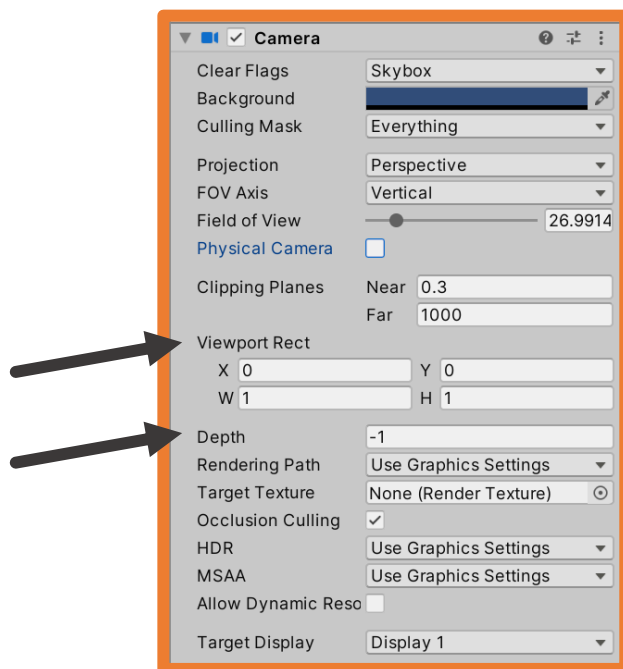 Camera
Clear Flags Skybox
Background
Culling Mask Everything
Projection Perspective
FOV Axis Vertical
Field of View 26.9914
Physical Camera
Clipping Planes Near 0.3
Far 1000
Viewport Rect
X 0 Y 0
W 1 H 1
Depth -1
Rendering Path Use Graphics Settings
Target Texture None (Render Texture)
Occlusion Culling
HDR Use Graphics Settings
MSAA Use Graphics Settings
Allow Dynamic Reso
Target Display Display 1